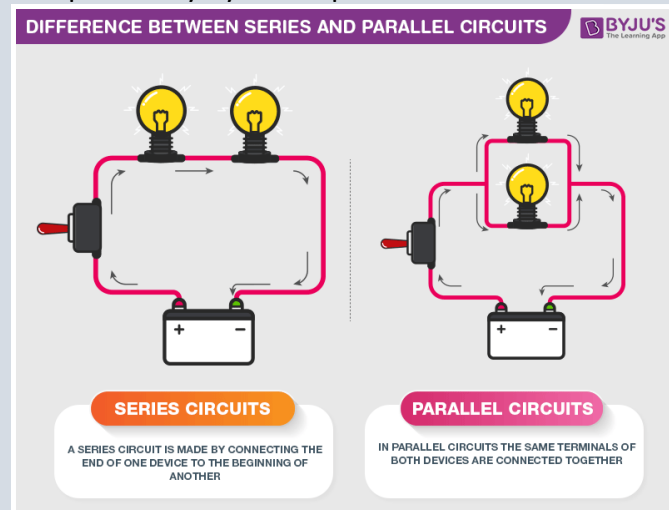 DIFFERENCE BETWEEN SERIES AND PARALLEL CIRCUITS
BYJU'S
The Learning App
+ −
+ −
SERIES CIRCUITS
A SERIES CIRCUIT IS MADE BY CONNECTING THE
END OF ONE DEVICE TO THE BEGINNING OF
ANOTHER
PARALLEL CIRCUITS
IN PARALLEL CIRCUITS THE SAME TERMINALS OF
BOTH DEVICES ARE CONNECTED TOGETHER